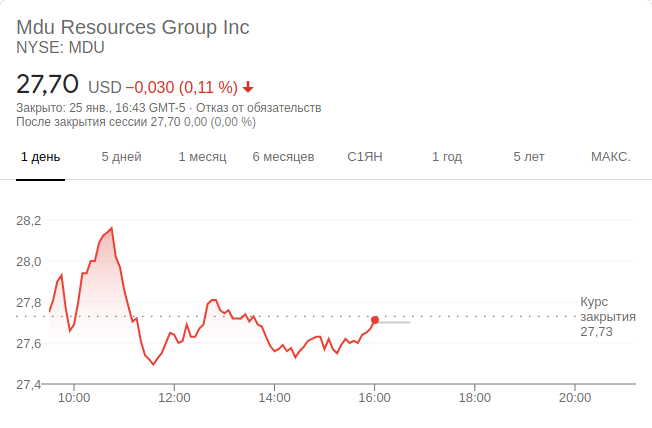 Mdu Resources Group Inc
NYSE: MDU
27,70 USD −0,030 (0,11 %)
Закрыто: 25 янв., 16:43 GMT-5 · Отказ от обязательств
После закрытия сессии 27,70 0,00 (0,00 %)
1 день 5 дней 1 месяц 6 месяцев С1ЯН 1 год 5 лет МАКС.
28,2
28,0
27,8
27,6
27,4
Курс
закрытия
27,73
10:00 12:00 14:00 16:00 18:00 20:00